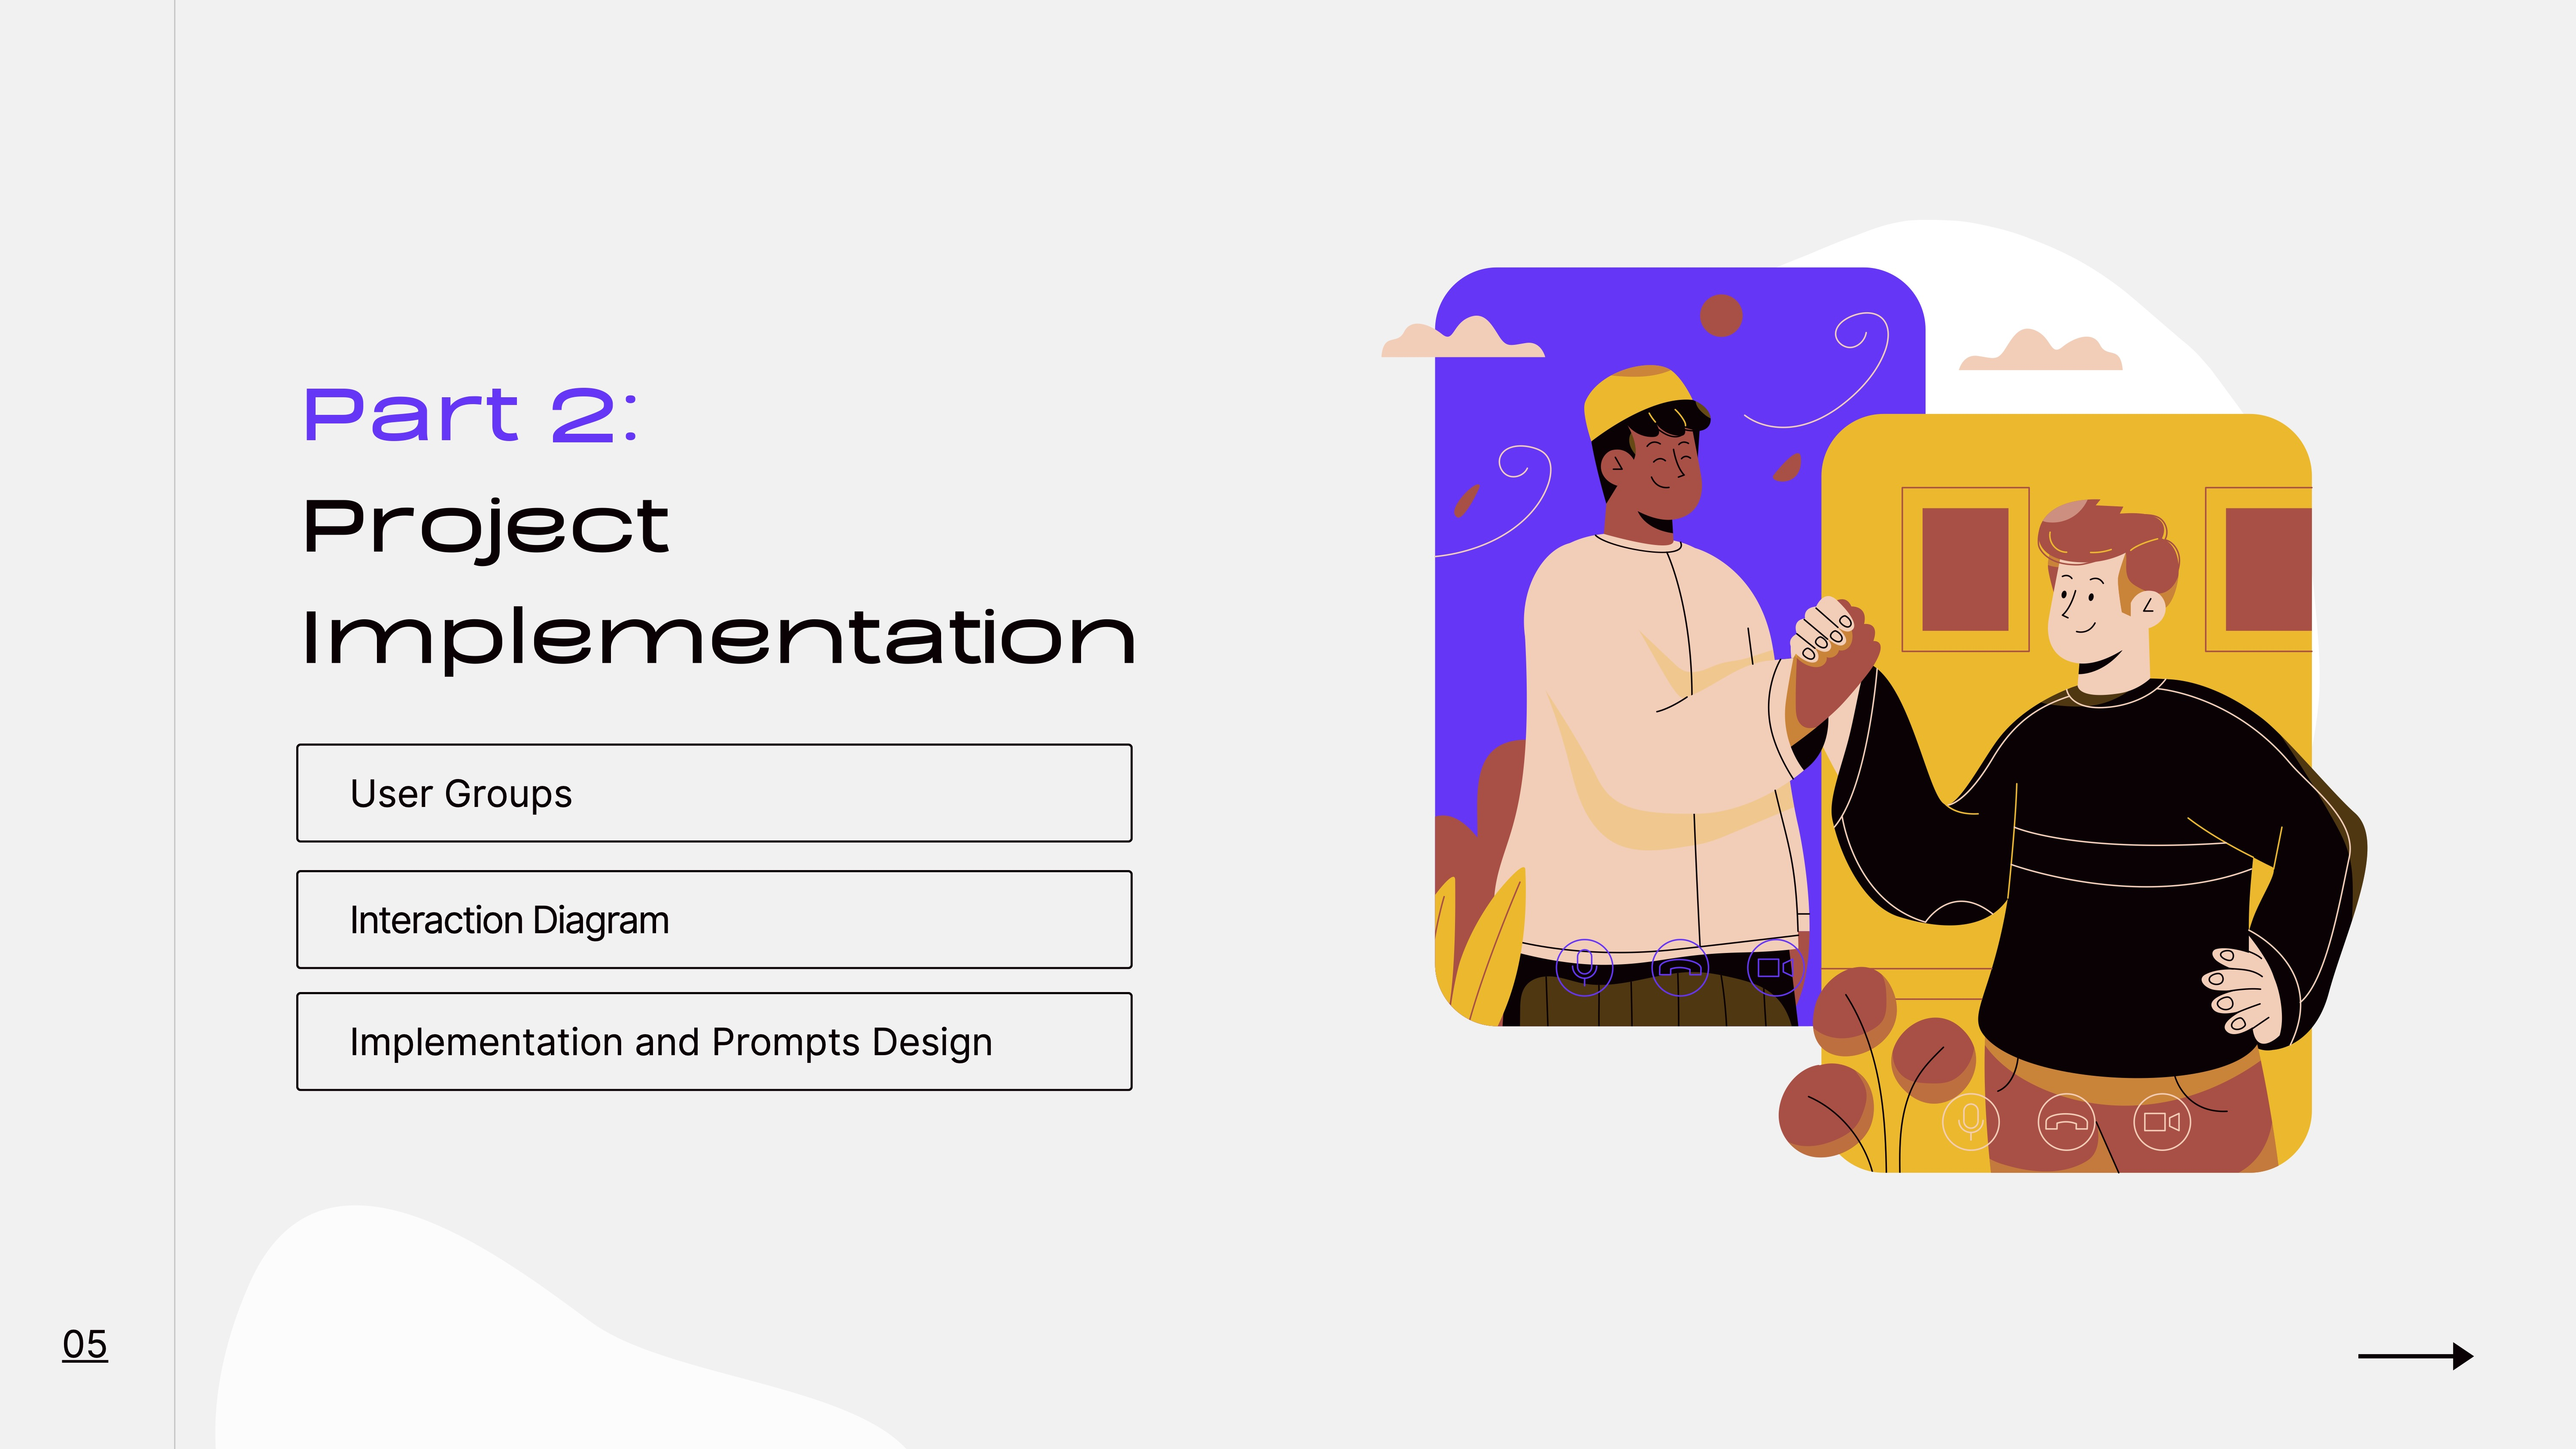 Part 2:
Project
Implementation
User Groups
Interaction Diagram
Implementation and Prompts Design
05